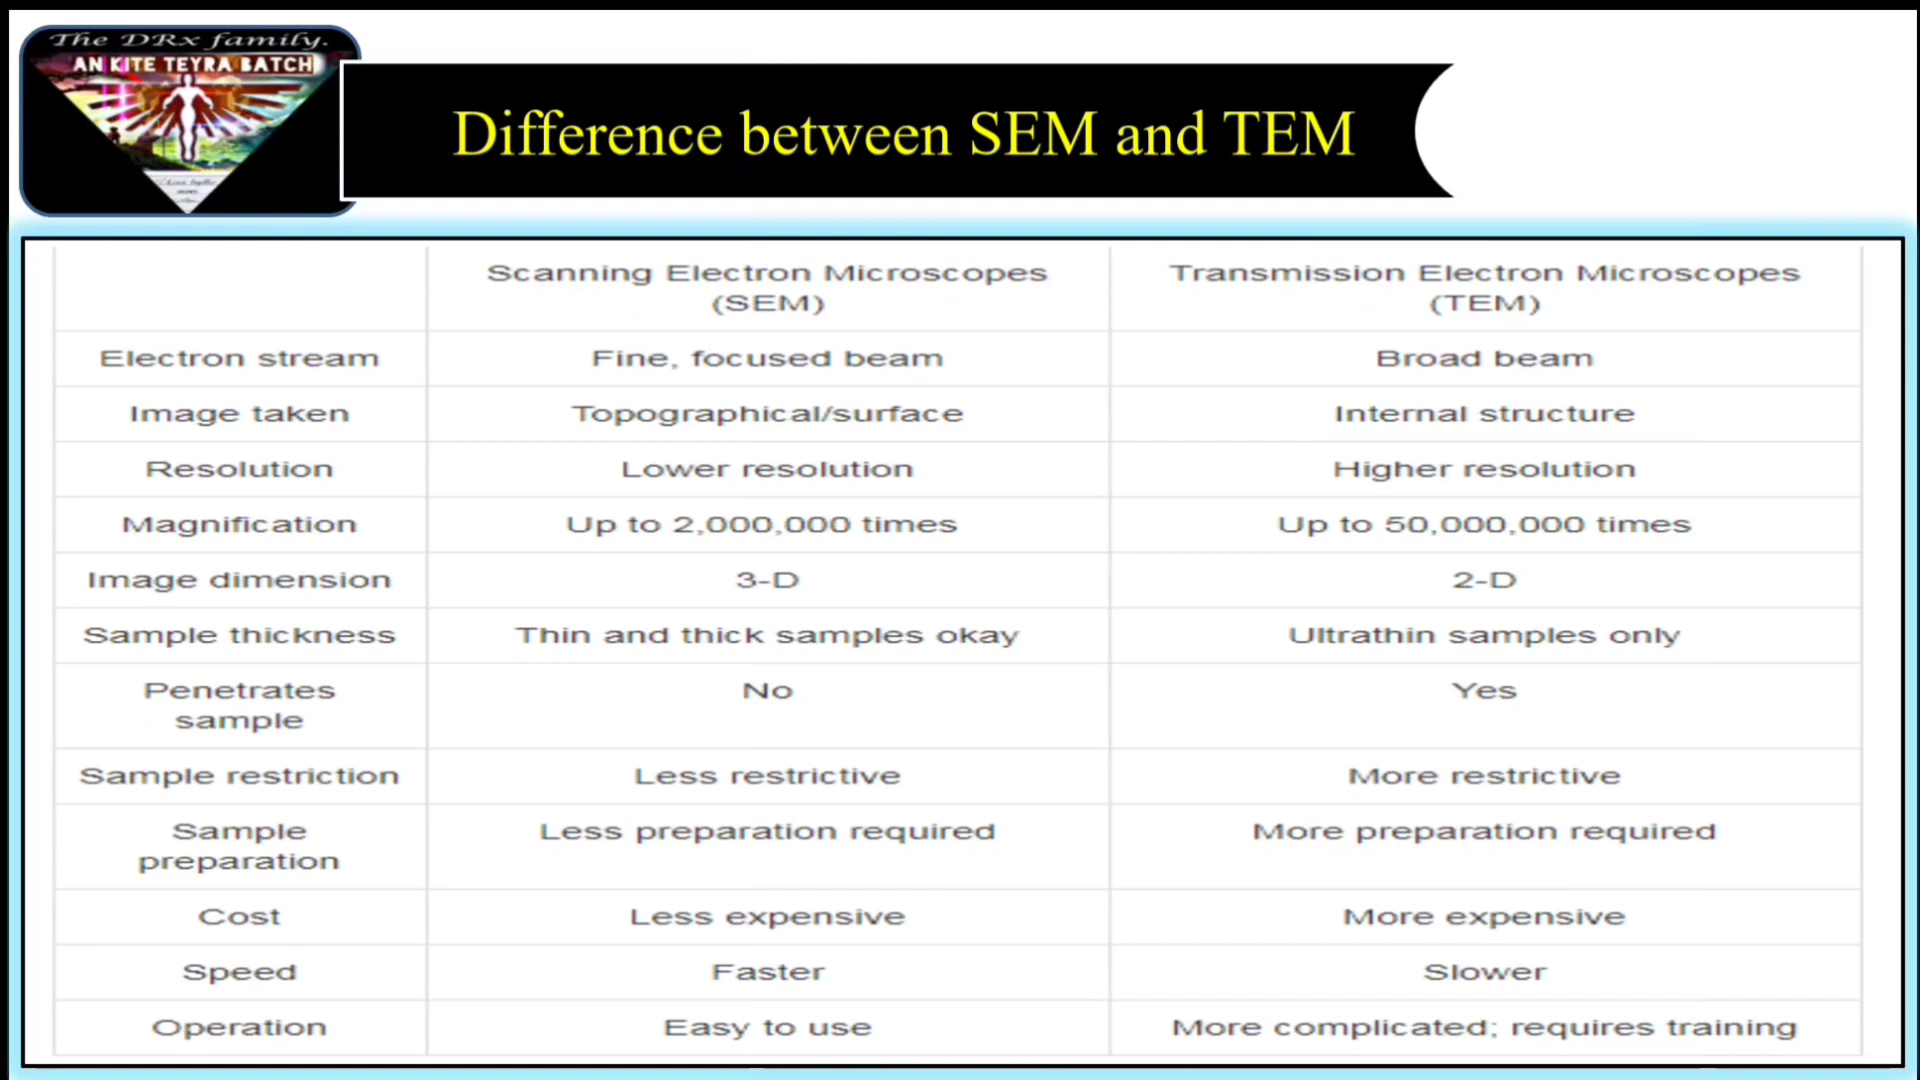 The DRx family.
AN KITE TEYRA BATCH
Difference between SEM and TEM
Scanning Electron Microscopes
(SEM)
Transmission Electron Microscopes
(TEM)
Electron stream
Fine, focused beam
Broad beam
Image taken
Topographical/surface
Internal structure
Resolution
Lower resolution
Higher resolution
Magnification
Up to 2,000,000 times
Up to 50,000,000 times
Image dimension
3-D
2-D
Sample thickness
Thin and thick samples okay
Ultrathin samples only
Penetrates
sample
No
Yes
Sample restriction
Less restrictive
More restrictive
Sample
preparation
Less preparation required
More preparation required
Cost
Less expensive
More expensive
Speed
Faster
Slower
Operation
Easy to use
More complicated; requires training